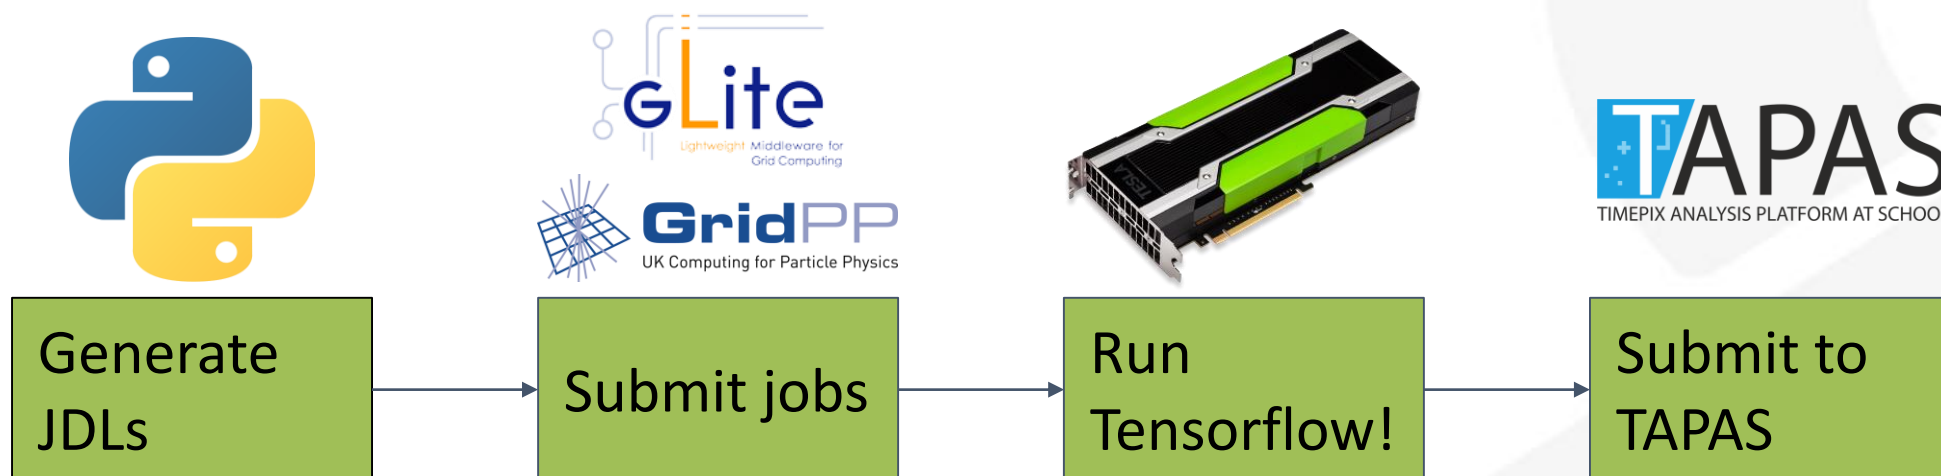 gLite
Lightweight Middleware for
Grid Computing
GridPP
UK Computing for Particle Physics
TESLA
TAPAS
TIMEPIX ANALYSIS PLATFORM AT SCHOO
Generate
JDLs
Submit jobs
Run
Tensorflow!
Submit to
TAPAS